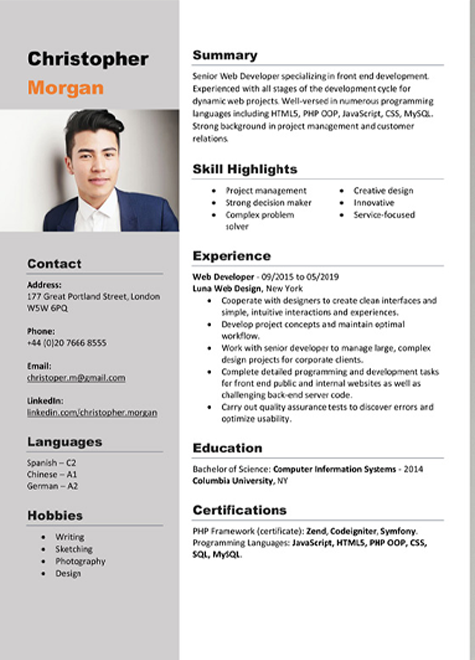 Christopher
Morgan
Contact
Address:
177 Great Portland Street, London
W5W 6PQ
Phone:
+44 (0)20 7666 8555
Email:
christoper.m@gmail.com
LinkedIn:
linkedin.com/christopher.morgan
Languages
Spanish – C2
Chinese – A1
German – A2
Hobbies
• Writing
• Sketching
• Photography
• Design
Summary
Senior Web Developer specializing in front end development.
Experienced with all stages of the development cycle for
dynamic web projects. Well-versed in numerous programming
languages including HTML5, PHP OOP, JavaScript, CSS, MySQL.
Strong background in project management and customer
relations.
Skill Highlights
• Project management
• Strong decision maker
• Complex problem
solver
• Creative design
• Innovative
• Service-focused
Experience
Web Developer - 09/2015 to 05/2019
Luna Web Design, New York
• Cooperate with designers to create clean interfaces and
simple, intuitive interactions and experiences.
• Develop project concepts and maintain optimal
workflow.
• Work with senior developer to manage large, complex
design projects for corporate clients.
• Complete detailed programming and development tasks
for front end public and internal websites as well as
challenging back-end server code.
• Carry out quality assurance tests to discover errors and
optimize usability.
Education
Bachelor of Science: Computer Information Systems - 2014
Columbia University, NY
Certifications
PHP Framework (certificate): Zend, Codeigniter, Symfony.
Programming Languages: JavaScript, HTML5, PHP OOP, CSS,
SQL, MySQL.